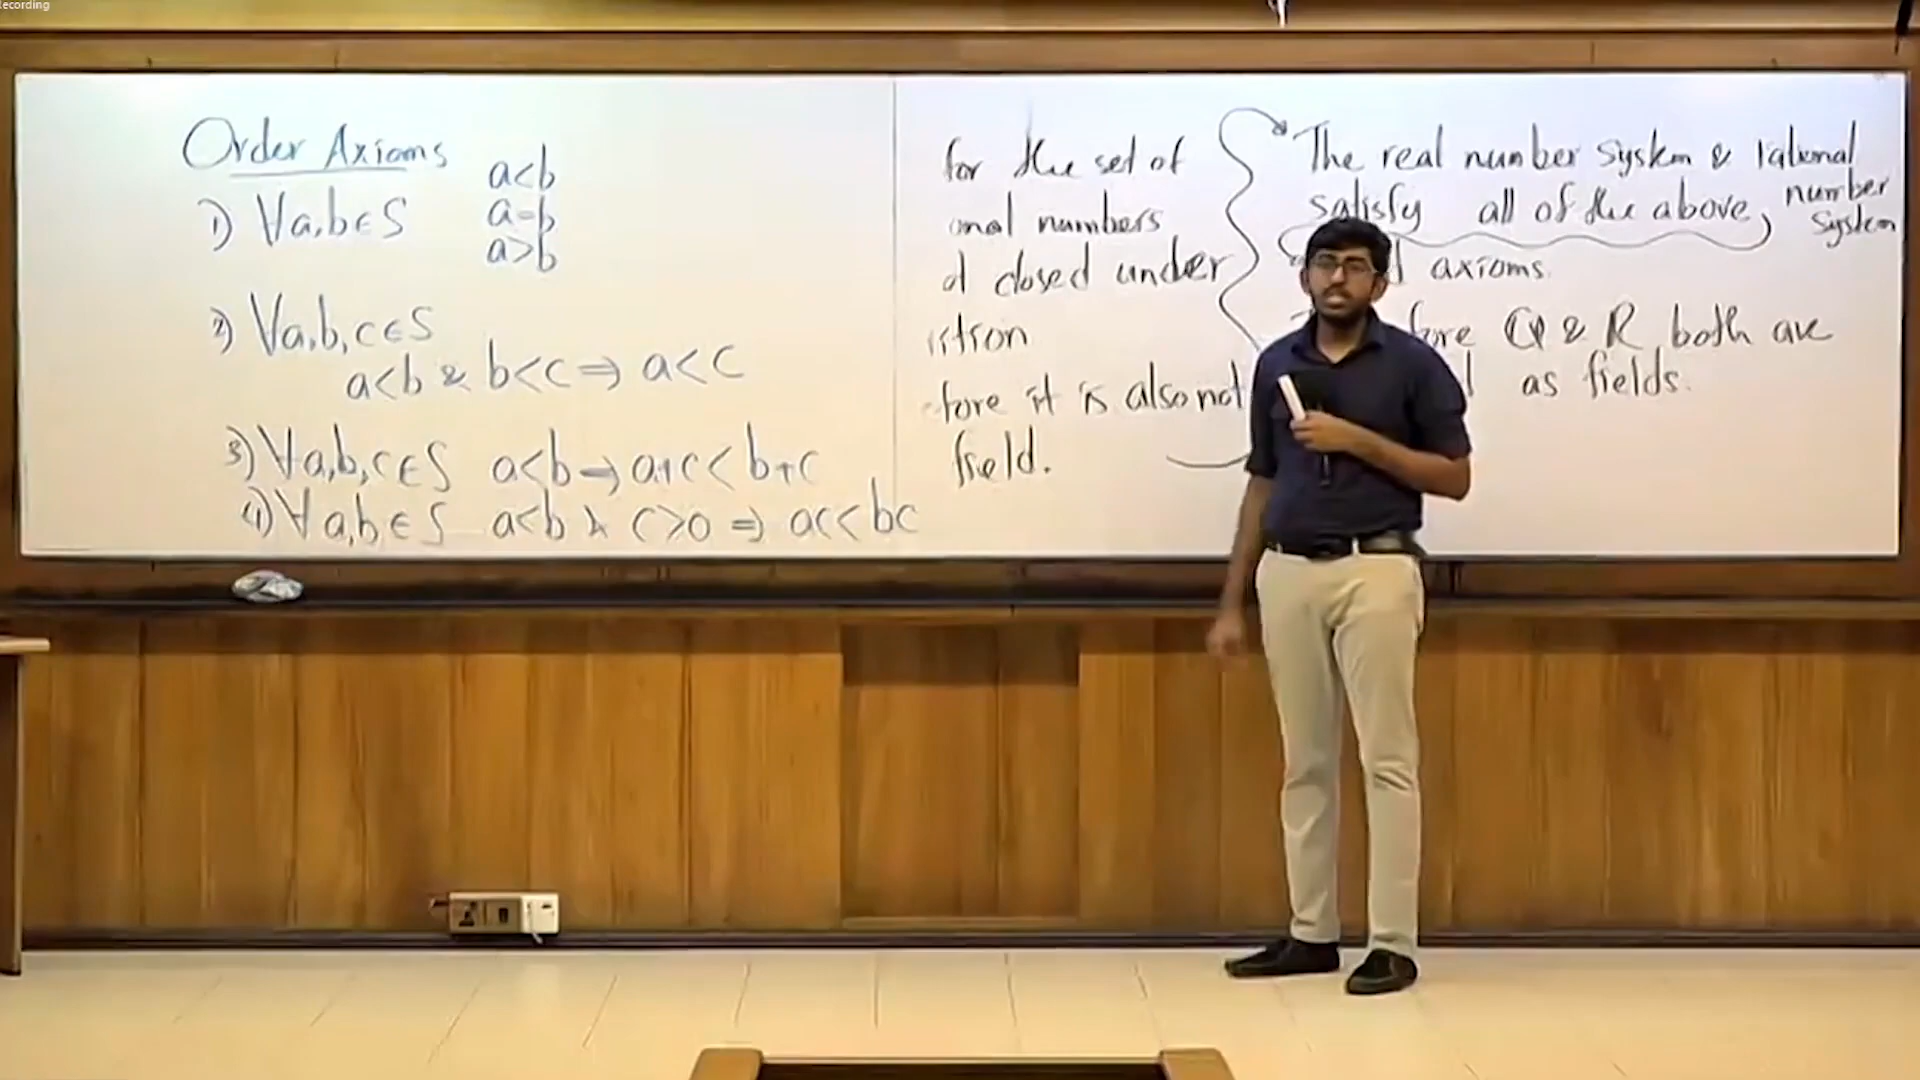 ecording
Order Axioms
1) ∀a,b∈S
a<b
a=b
a>b
2) ∀a,b,c∈S
a<b & b<c ⇒ a<c
3) ∀a,b,c∈S a<b ⇒ a+c<b+c
4) ∀a,b∈S a<b & c>0 ⇒ ac<bc
for the set of
onal numbers
d closed under
fore it is also not
field.
The real number system & rational
number
satisfy all of the above,
system
axioms.
fore Q & R both are
as fields.